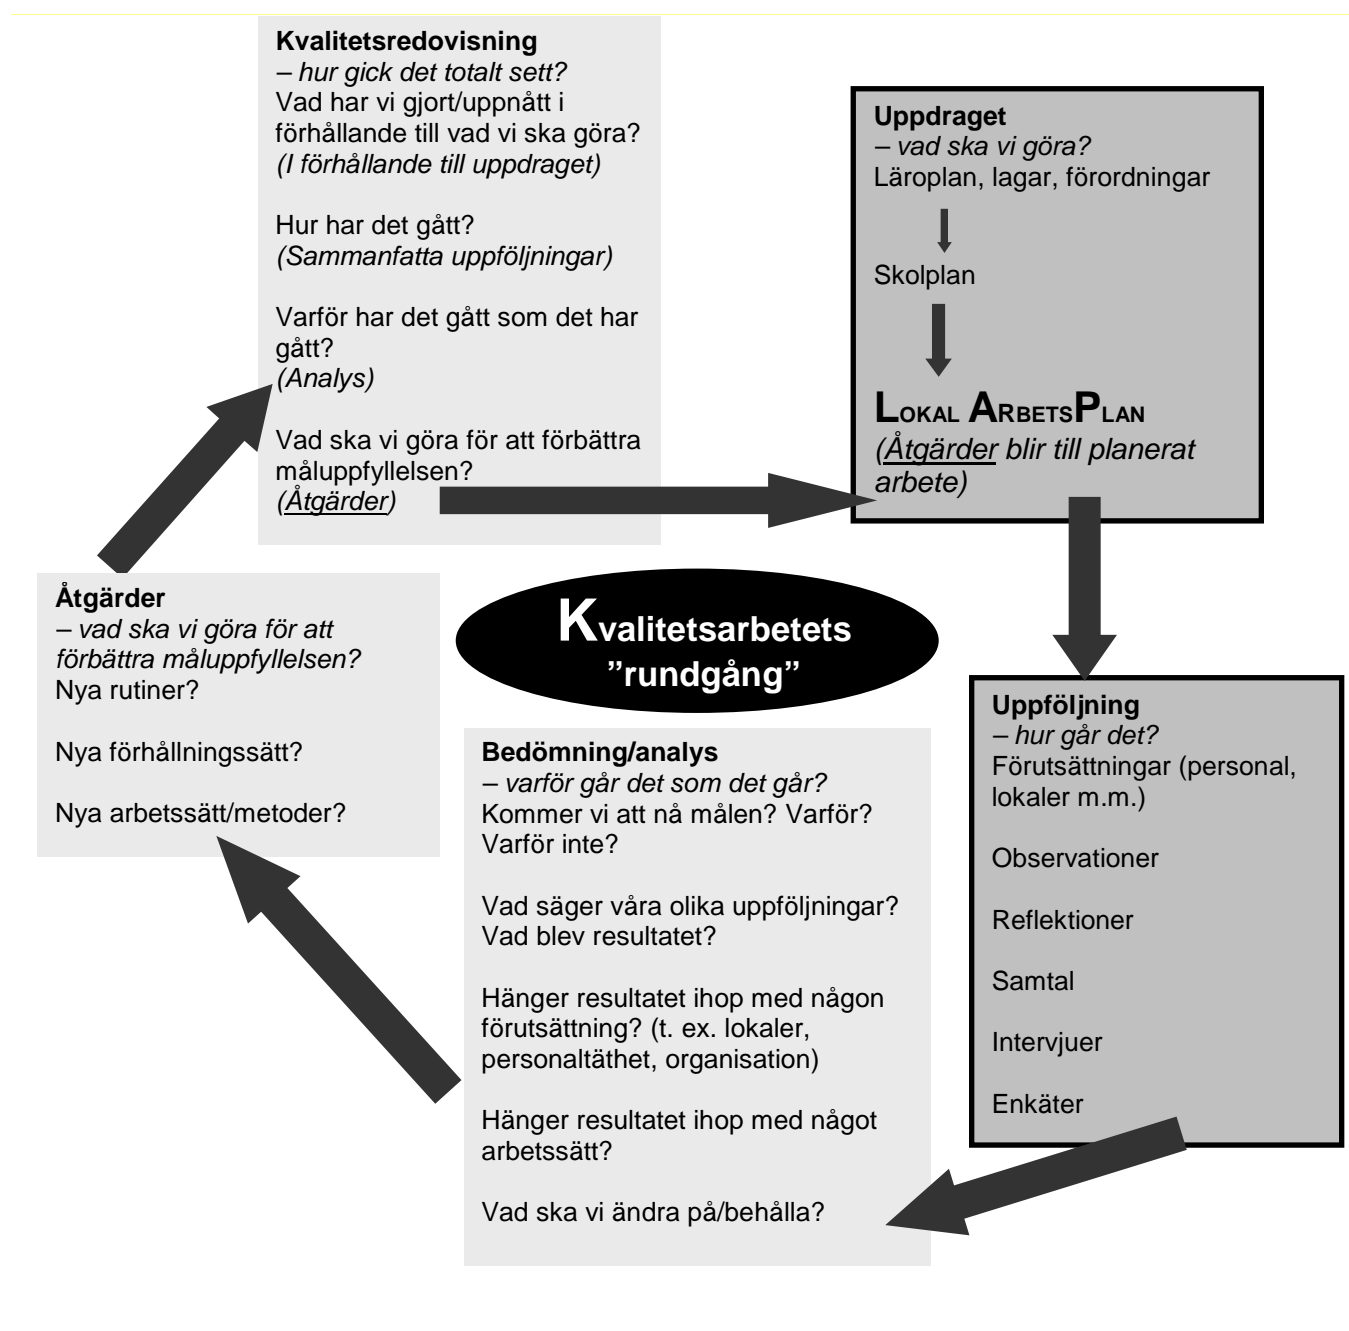 Kvalitetsredovisning
– hur gick det totalt sett?
Vad har vi gjort/uppnått i
förhållande till vad vi ska göra?
(I förhållande till uppdraget)
Hur har det gått?
(Sammanfatta uppföljningar)
Varför har det gått som det har
gått?
(Analys)
Vad ska vi göra för att förbättra
måluppfyllelsen?
(Åtgärder)
Uppdraget
– vad ska vi göra?
Läroplan, lagar, förordningar
Skolplan
LOKAL ARBETSPLAN
(Åtgärder blir till planerat
arbete)
Åtgärder
– vad ska vi göra för att
förbättra måluppfyllelsen?
Nya rutiner?
Nya förhållningssätt?
Nya arbetssätt/metoder?
Kvalitetsarbetets
”rundgång”
Bedömning/analys
– varför går det som det går?
Kommer vi att nå målen? Varför?
Varför inte?
Vad säger våra olika uppföljningar?
Vad blev resultatet?
Hänger resultatet ihop med någon
förutsättning? (t. ex. lokaler,
personaltäthet, organisation)
Hänger resultatet ihop med något
arbetssätt?
Vad ska vi ändra på/behålla?
Uppföljning
– hur går det?
Förutsättningar (personal,
lokaler m.m.)
Observationer
Reflektioner
Samtal
Intervjuer
Enkäter